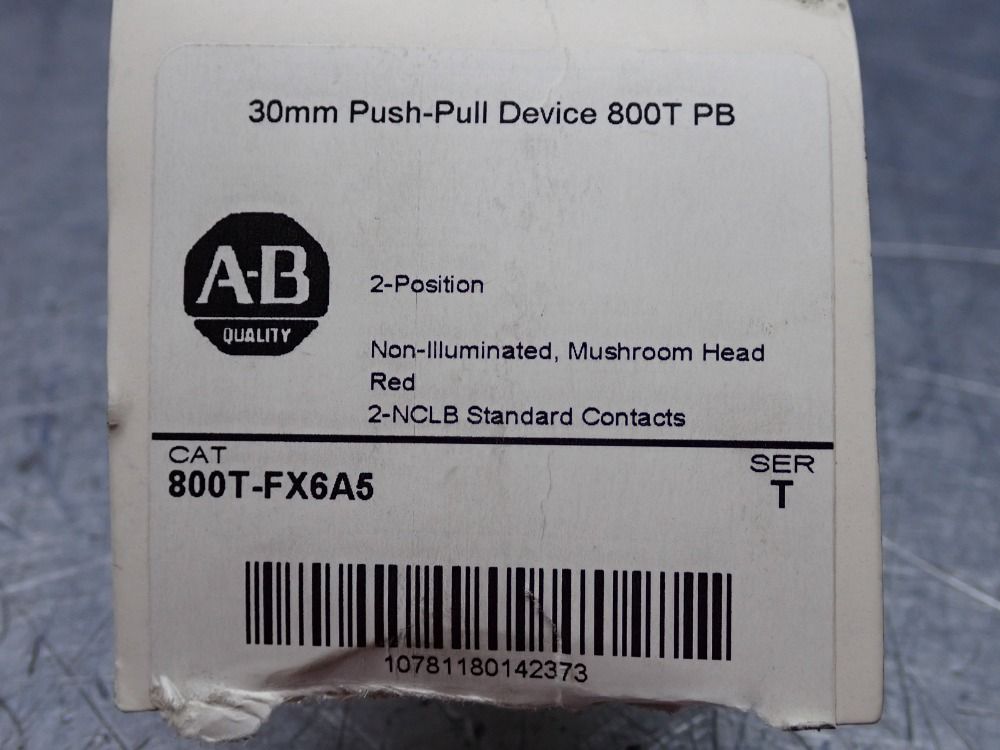 30mm Push-Pull Device 800T PB
A-B
QUALITY
2-Position
Non-Illuminated, Mushroom Head
Red
2-NCLB Standard Contacts
CAT
800T-FX6A5
SER
T
10781180142373